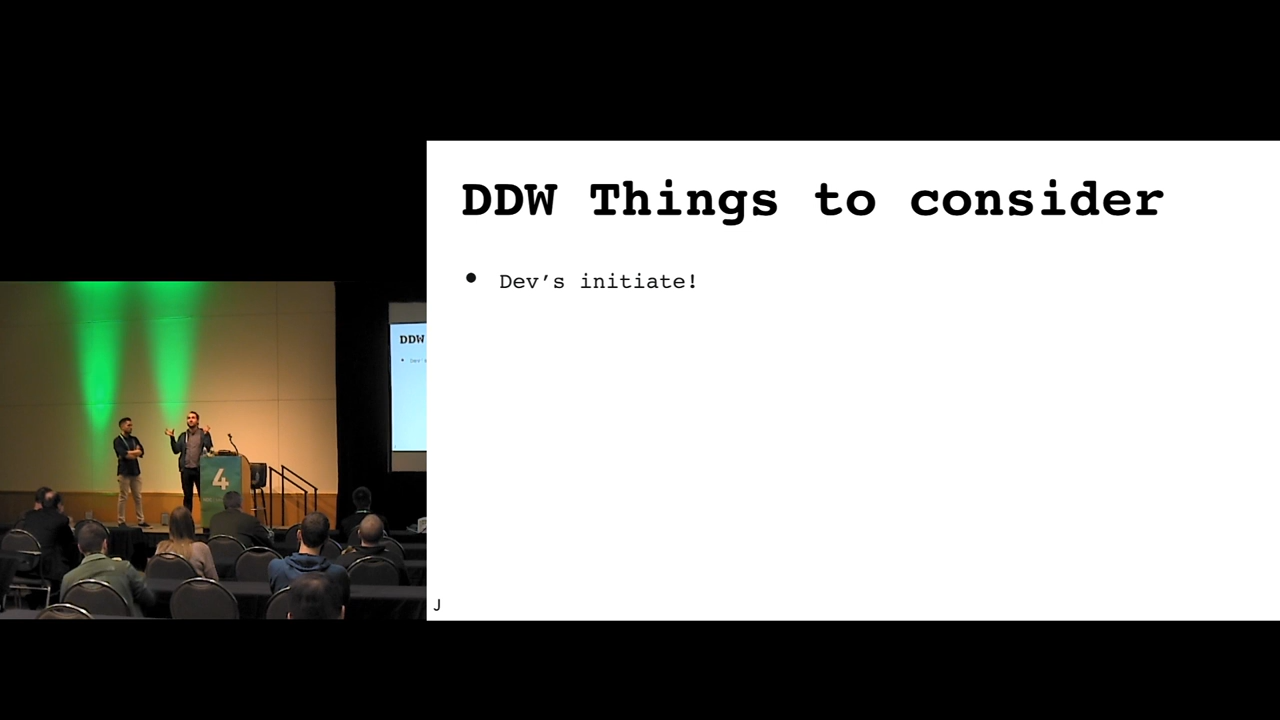 DDW Things to consider
• Dev’s initiate!
J
DDW
4